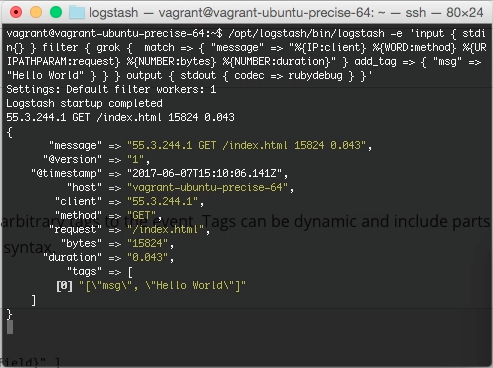 logstash — vagrant@vagrant-ubuntu-precise-64: ~ — ssh — 80×24
vagrant@vagrant-ubuntu-precise-64:~$ /opt/logstash/bin/logstash -e 'input { stdi
n{} } filter { grok {  match => { "message" => "%{IP:client} %{WORD:method} %{UR
IPATHPARAM:request} %{NUMBER:bytes} %{NUMBER:duration}" } add_tag => { "msg" =>
"Hello World" } } } output { stdout { codec => rubydebug } }'
Settings: Default filter workers: 1
Logstash startup completed
55.3.244.1 GET /index.html 15824 0.043
{
"message" => "55.3.244.1 GET /index.html 15824 0.043",
"@version" => "1",
"@timestamp" => "2017-06-07T15:10:06.141Z",
"host" => "vagrant-ubuntu-precise-64",
"client" => "55.3.244.1",
"method" => "GET",
arbitrary tags to the event. Tags can be dynamic and include parts
"request" => "/index.html",
"bytes" => "15824",
syntax.
"duration" => "0.043",
"tags" => [
[0] "[\"msg\", \"Hello World\"]"
]
}
field}" ]